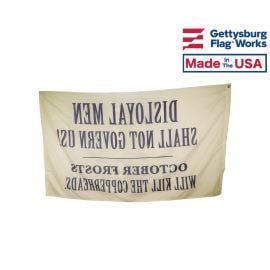 Gettysburg
Flag★Works
Made In The USA
DISLOYAL MEN
SHALL NOT GOVERN US!
OCTOBER FROSTS
WILL KILL THE COPPERHEADS.